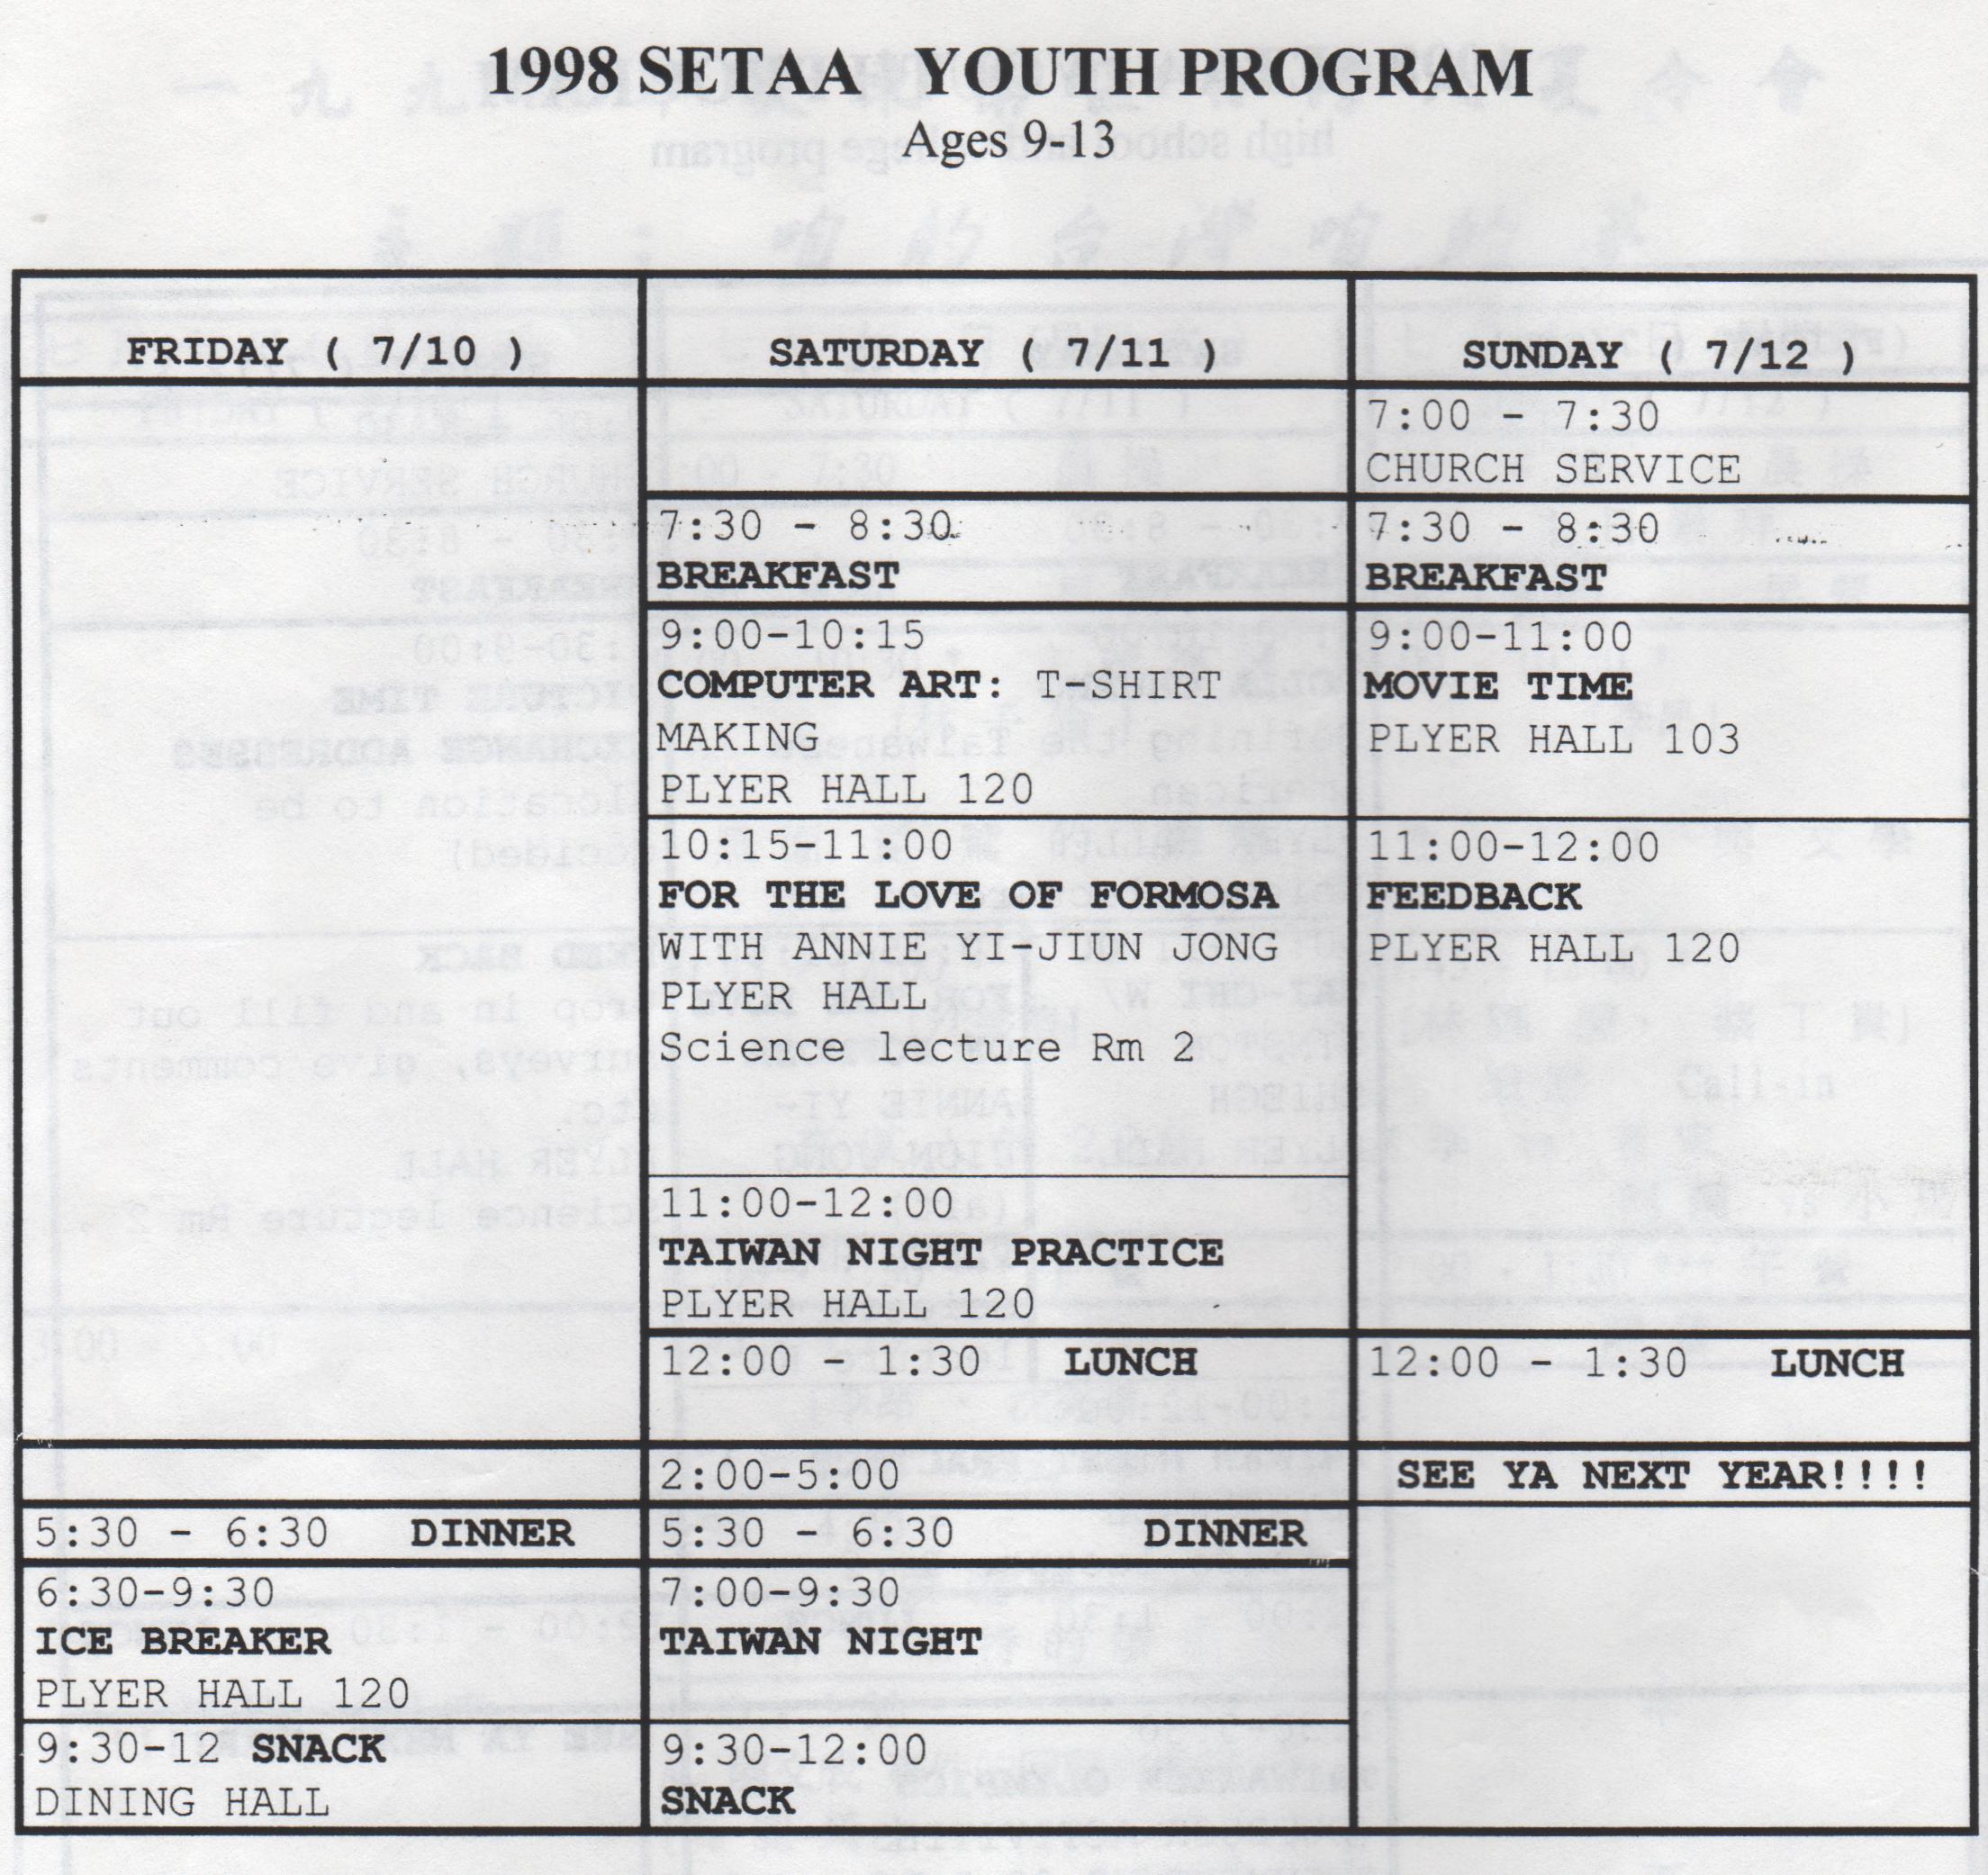 1998 SETAA YOUTH PROGRAM
Ages 9-13
FRIDAY ( 7/10 )
SATURDAY ( 7/11 )
SUNDAY ( 7/12 )
7:00 - 7:30
CHURCH SERVICE
7:30 - 8:30
BREAKFAST
7:30 - 8:30
BREAKFAST
9:00-10:15
COMPUTER ART: T-SHIRT
MAKING
PLYER HALL 120
9:00-11:00
MOVIE TIME
PLYER HALL 103
10:15-11:00
FOR THE LOVE OF FORMOSA
WITH ANNIE YI-JIUN JONG
PLYER HALL
Science lecture Rm 2
11:00-12:00
FEEDBACK
PLYER HALL 120
11:00-12:00
TAIWAN NIGHT PRACTICE
PLYER HALL 120
12:00 - 1:30 LUNCH
12:00 - 1:30 LUNCH
2:00-5:00
SEE YA NEXT YEAR!!!!
5:30 - 6:30 DINNER
5:30 - 6:30 DINNER
6:30-9:30
ICE BREAKER
PLYER HALL 120
7:00-9:30
TAIWAN NIGHT
9:30-12 SNACK
DINING HALL
9:30-12:00
SNACK